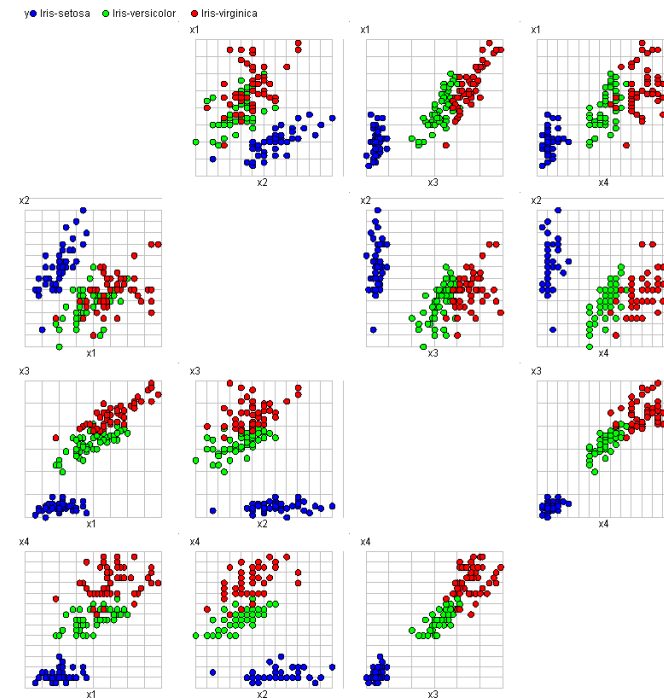 y Iris-setosa Iris-versicolor Iris-virginica
x1 x1 x1
x2 x3 x4
x2 x2 x2
x1 x3 x4
x3 x3 x3
x1 x2 x4
x4 x4 x4
x1 x2 x3